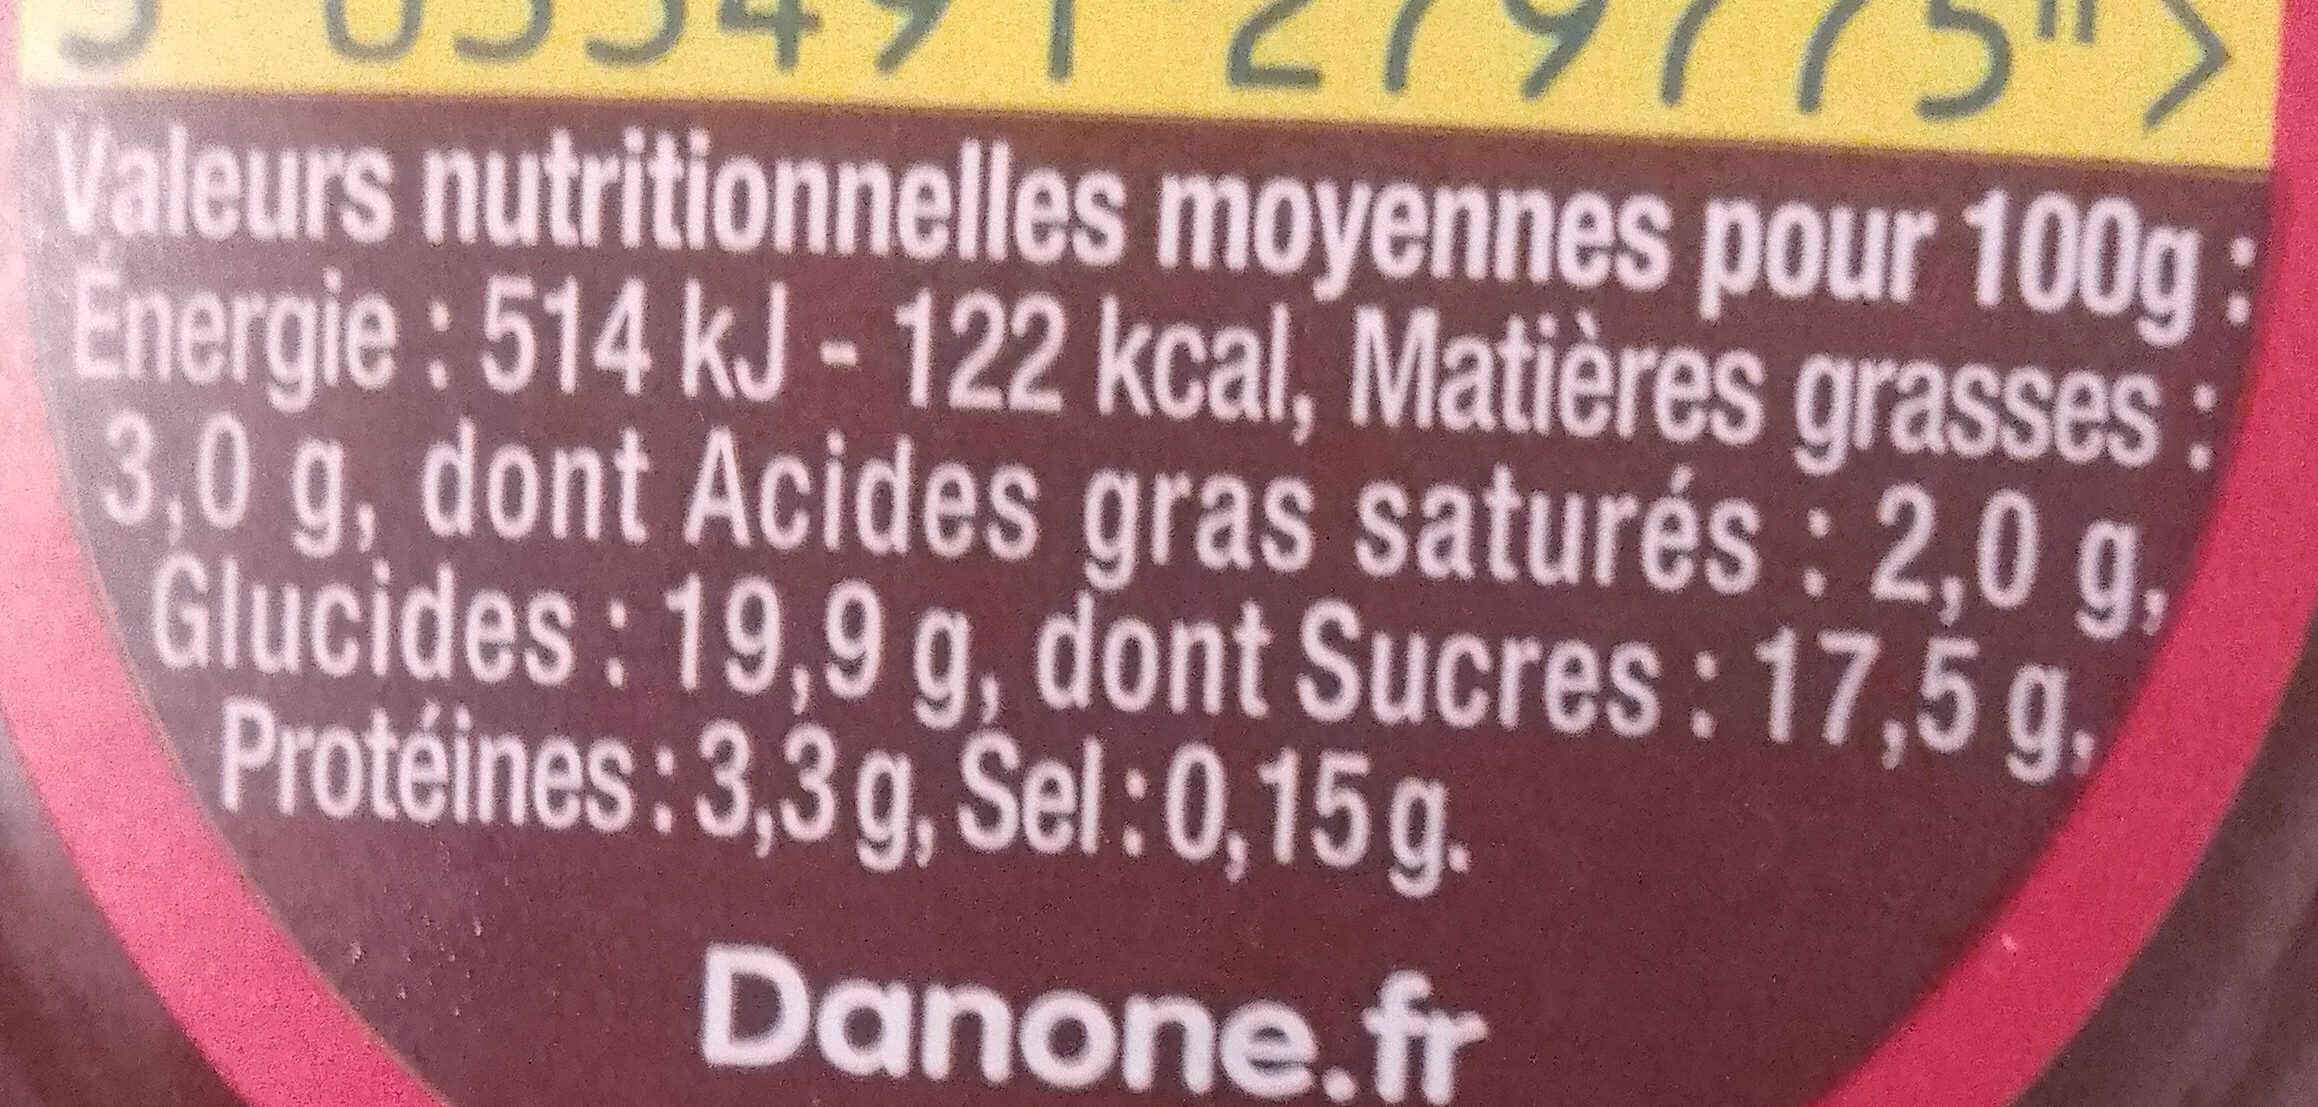 Valeurs nutritionnelles moyennes pour 100g :
Énergie : 514 kJ - 122 kcal, Matières grasses :
3,0 g, dont Acides gras saturés : 2,0 g,
Glucides : 19,9 g, dont Sucres : 17,5 g,
Protéines : 3,3 g, Sel : 0,15 g.
Danone.fr